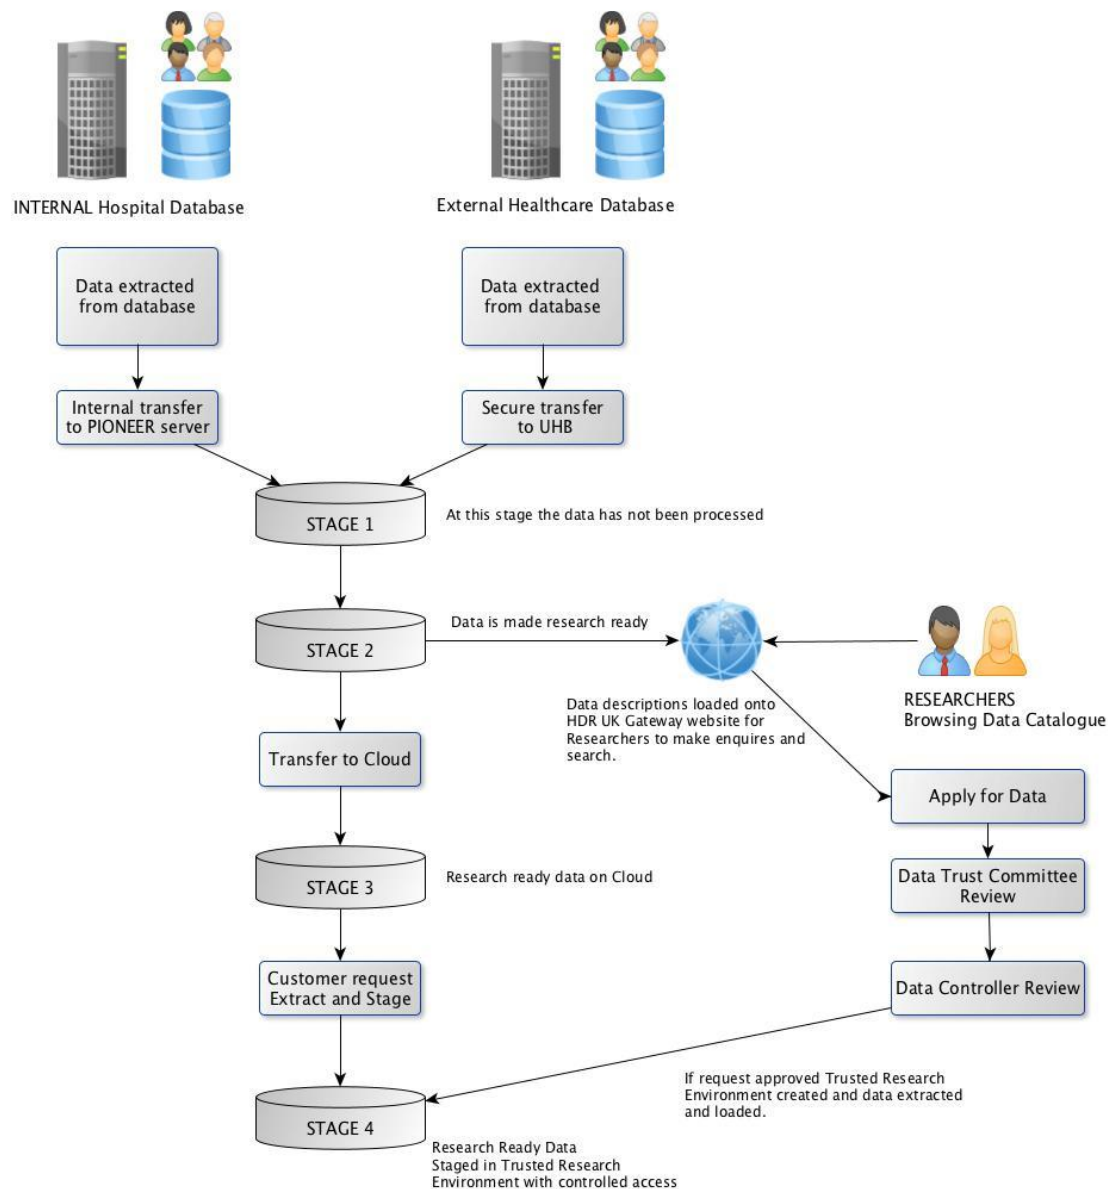 INTERNAL Hospital Database
External Healthcare Database
Data extracted
from database
Data extracted
from database
Internal transfer
to PIONEER server
Secure transfer
to UHB
STAGE 1
At this stage the data has not been processed
STAGE 2
Data is made research ready
RESEARCHERS
Browsing Data Catalogue
Data descriptions loaded onto
HDR UK Gateway website for
Researchers to make enquires and
search.
Transfer to Cloud
Apply for Data
STAGE 3
Research ready data on Cloud
Data Trust Committee
Review
Customer request
Extract and Stage
Data Controller Review
If request approved Trusted Research
Environment created and data extracted
and loaded.
STAGE 4
Research Ready Data
Staged in Trusted Research
Environment with controlled access